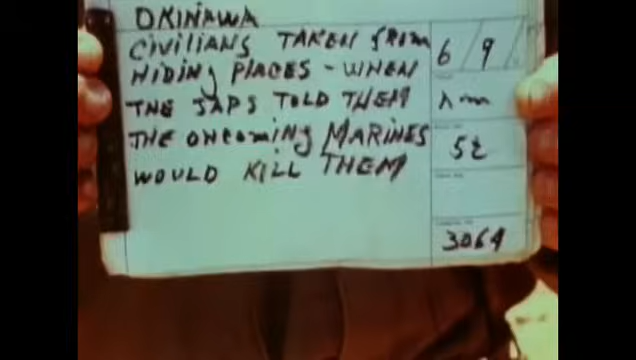 OKINAWA
CIVILIANS TAKEN FROM
HIDING PLACES - WHEN
THE JAPS TOLD THEM
THE ONCOMING MARINES
WOULD KILL THEM
6/9/
52
3064